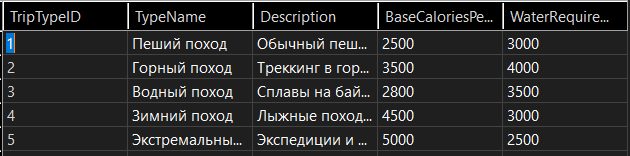 TripTypeID TypeName Description BaseCaloriesPe... WaterRequire...
1 Пеший поход Обычный пеш... 2500 3000
2 Горный поход Треккинг в гор... 3500 4000
3 Водный поход Сплавы на бай... 2800 3500
4 Зимний поход Лыжные поход... 4500 3000
5 Экстремальны... Экспедиции и ... 5000 2500